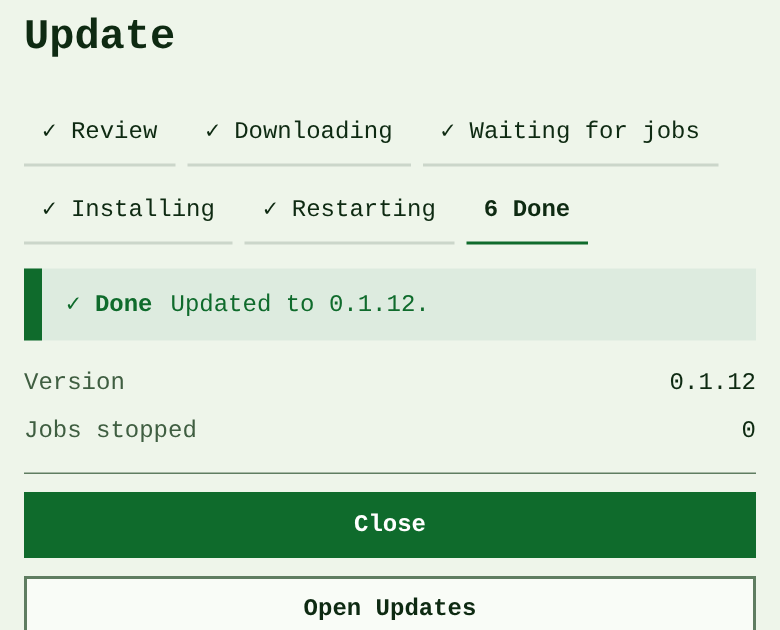 Update
✓ Review ✓ Downloading ✓ Waiting for jobs
✓ Installing ✓ Restarting 6 Done
✓ Done Updated to 0.1.12.
Version 0.1.12
Jobs stopped 0
Close
Open Updates